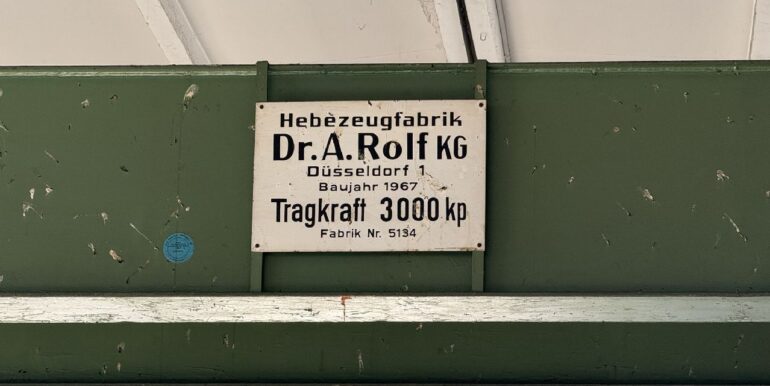 Hebezeugfabrik
Dr. A. Rolf KG
Düsseldorf 1
Baujahr 1967
Tragkraft 3000 kp
Fabrik Nr. 5134